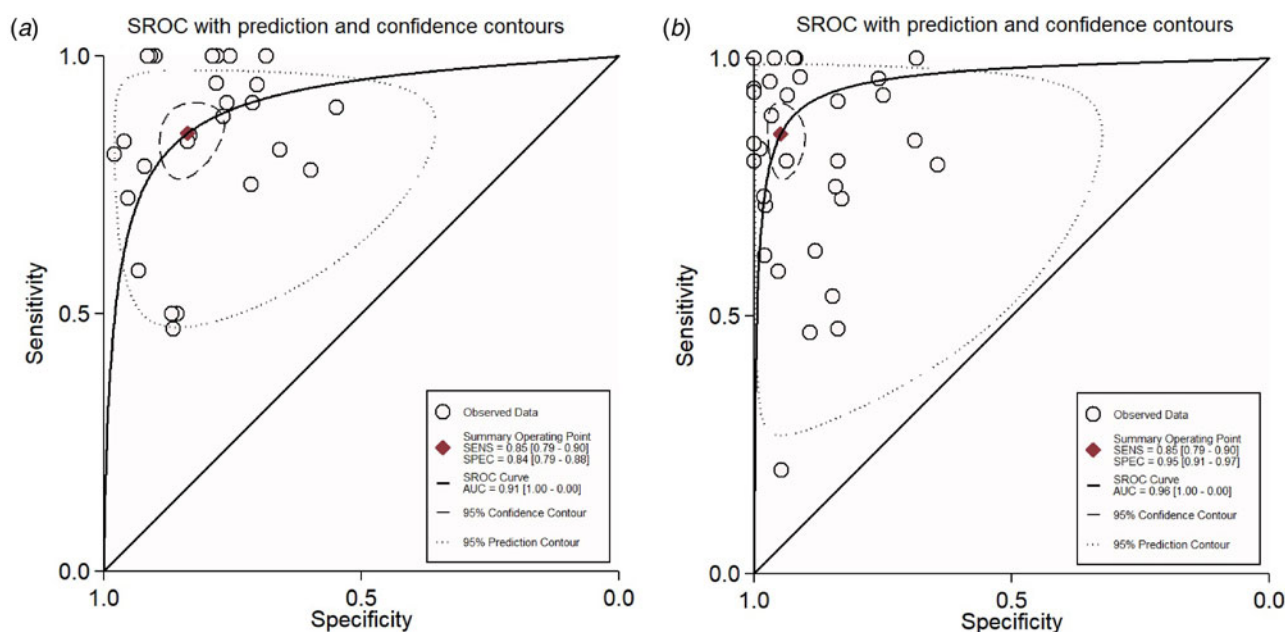 (a)
SROC with prediction and confidence contours
1.0
0.5
0.0
Sensitivity
1.0
0.5
0.0
Specificity
Observed Data
Summary Operating Point
SENS = 0.85 [0.79 - 0.90]
SPEC = 0.84 [0.79 - 0.88]
SROC Curve
AUC = 0.91 [1.00 - 0.00]
95% Confidence Contour
95% Prediction Contour
(b)
SROC with prediction and confidence contours
1.0
0.5
0.0
Sensitivity
1.0
0.5
0.0
Specificity
Observed Data
Summary Operating Point
SENS = 0.85 [0.79 - 0.90]
SPEC = 0.95 [0.91 - 0.97]
SROC Curve
AUC = 0.96 [1.00 - 0.00]
95% Confidence Contour
95% Prediction Contour